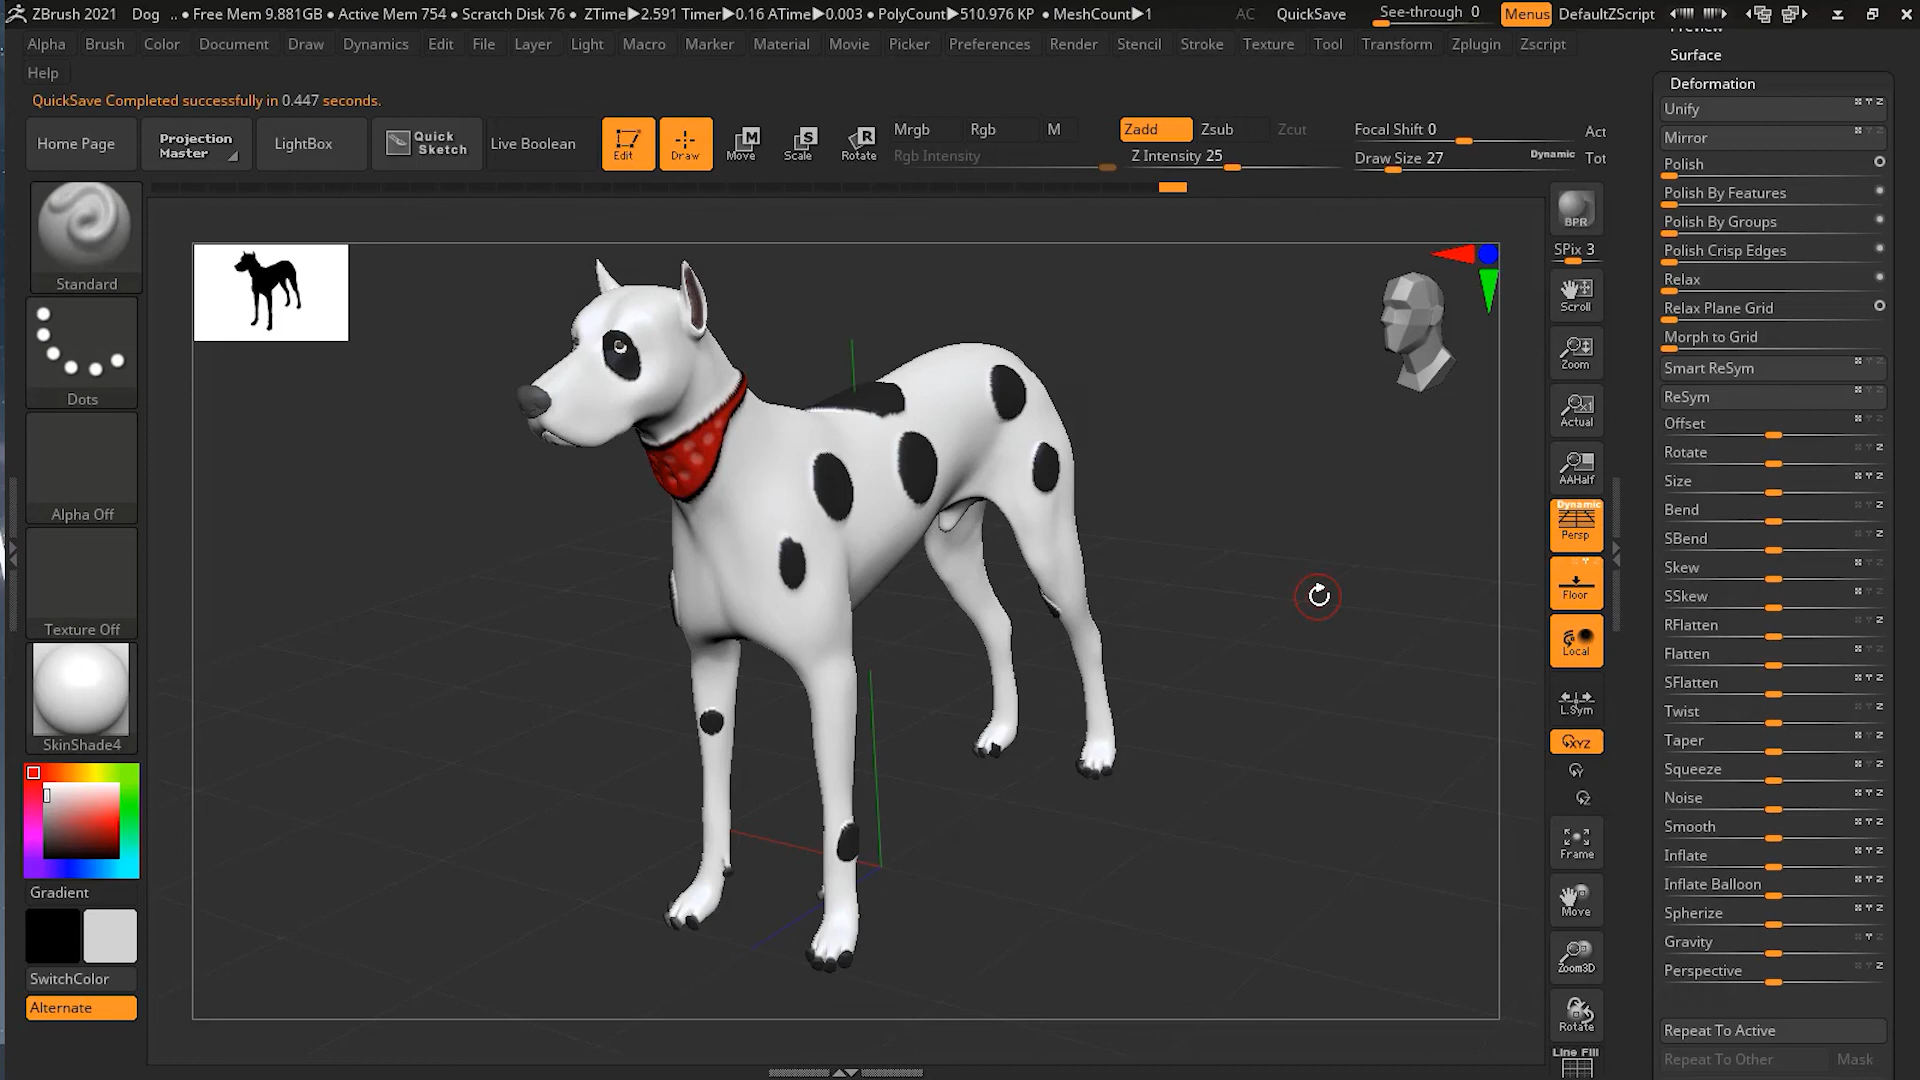 ZBrush 2021 Dog .. • Free Mem 9.881GB • Active Mem 754 • Scratch Disk 76 • ZTime▶2.591 Timer▶0.16 ATime▶0.003 • PolyCount▶510.976 KP • MeshCount▶1 AC QuickSave See-through 0 Menus DefaultZScript
Alpha Brush Color Document Draw Dynamics Edit File Layer Light Macro Marker Material Movie Picker Preferences Render Stencil Stroke Texture Tool Transform Zplugin Zscript
Help
QuickSave Completed successfully in 0.447 seconds.
Home Page
Projection
Master
LightBox
Quick
Sketch
Live Boolean
Edit
Draw
Move
Scale
Rotate
Mrgb Rgb M
Rgb Intensity
Zadd Zsub Zcut
Z Intensity 25
Focal Shift 0
Draw Size 27
Dynamic
Act
Tot
Standard
Dots
Alpha Off
Texture Off
SkinShade4
Gradient
SwitchColor
Alternate
BPR
SPix 3
Scroll
Zoom
Actual
AAHalf
Dynamic
Persp
Floor
Local
L.Sym
XYZ
Frame
Move
Zoom3D
Rotate
Line Fill
Preview
Surface
Deformation
Unify
Mirror
Polish
Polish By Features
Polish By Groups
Polish Crisp Edges
Relax
Relax Plane Grid
Morph to Grid
Smart ReSym
ReSym
Offset
Rotate
Size
Bend
SBend
Skew
SSkew
RFlatten
Flatten
SFlatten
Twist
Taper
Squeeze
Noise
Smooth
Inflate
Inflate Balloon
Spherize
Gravity
Perspective
Repeat To Active
Repeat To Other Mask